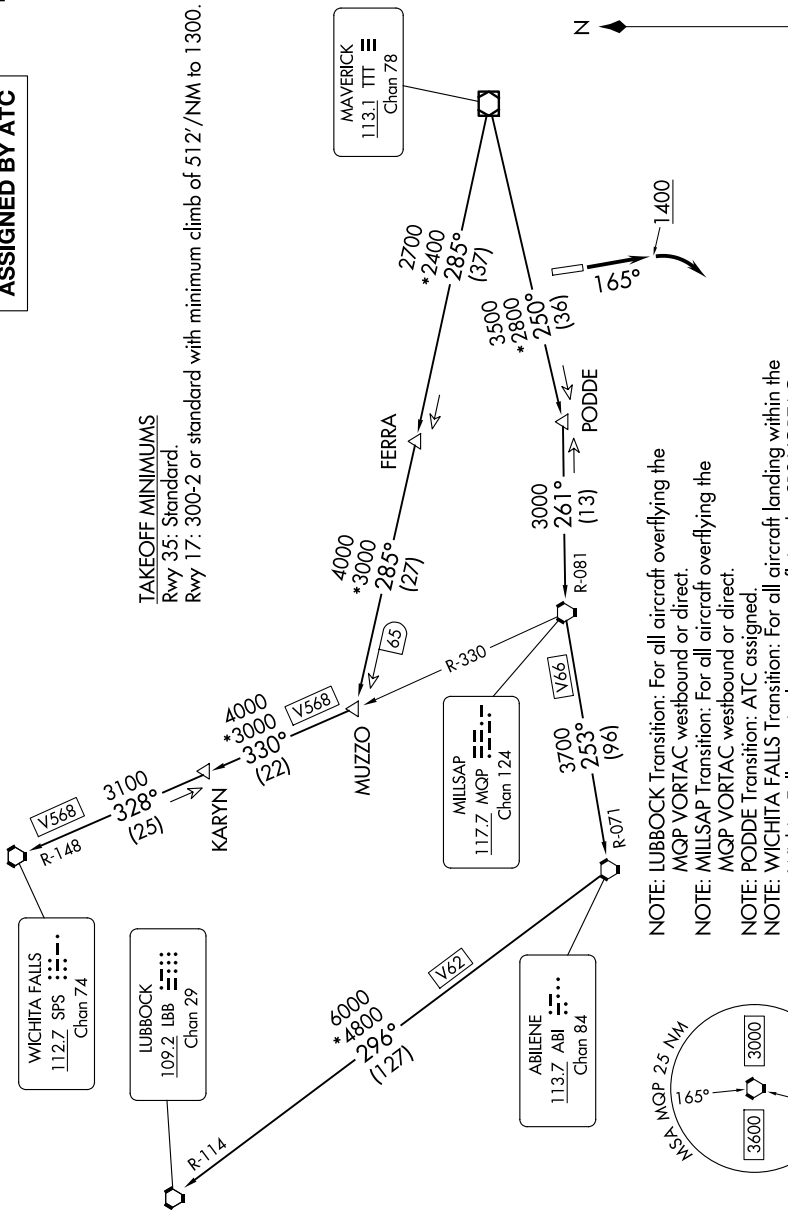 ASSIGNED BY ATC
TAKEOFF MINIMUMS
Rwy 35: Standard.
Rwy 17: 300-2 or standard with minimum climb of 512'/NM to 1300.
MAVERICK
113.1 TTT
Chan 78
N
2700
*2400
285°
(37)
3500
*2800
250°
(36)
165°
1400
FERRA
PODDE
4000
*3000
285°
(27)
3000
261°
(13)
R-081
65
R-330
MUZZO
4000
*3000
330°
(22)
V568
KARYN
3100
328°
(25)
V568
R-148
WICHITA FALLS
112.7 SPS
Chan 74
MILLSAP
117.7 MQP
Chan 124
V66
3700
253°
(96)
R-071
LUBBOCK
109.2 LBB
Chan 29
R-114
6000
*4800
296°
(127)
V62
ABILENE
113.7 ABI
Chan 84
MSA MQP 25 NM
165°
3600
3000
NOTE: LUBBOCK Transition: For all aircraft overflying the
MQP VORTAC westbound or direct.
NOTE: MILLSAP Transition: For all aircraft overflying the
MQP VORTAC westbound or direct.
NOTE: PODDE Transition: ATC assigned.
NOTE: WICHITA FALLS Transition: For all aircraft landing within the